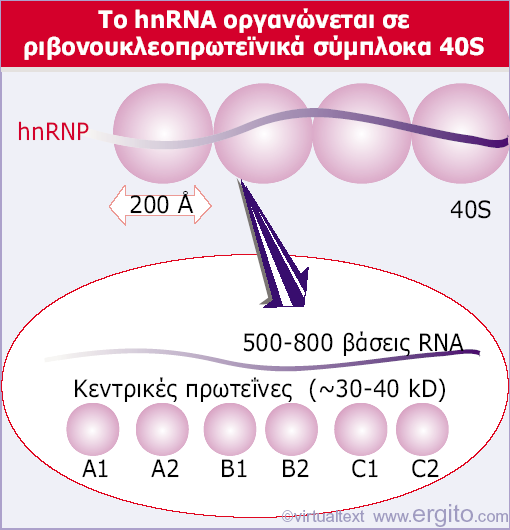 Το hnRNA οργανώνεται σε
ριβονουκλεοπρωτεϊνικά σύμπλοκα 40S
hnRNP
200 Å
40S
500-800 βάσεις RNA
Κεντρικές πρωτεΐνες (~30-40 kD)
A1 A2 B1 B2 C1 C2
©virtualtext www.ergito.com